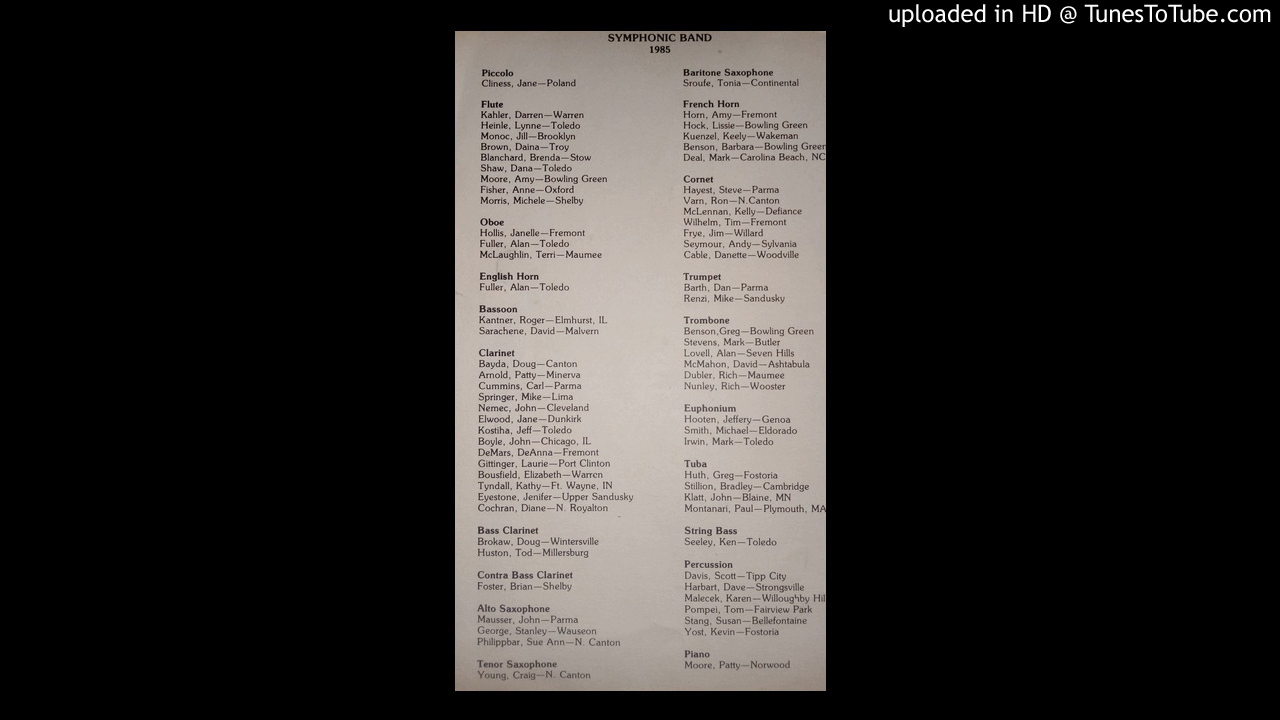 uploaded in HD @ TunesToTube.com
SYMPHONIC BAND
1985
Piccolo
Cliness, Jane—Poland
Flute
Kahler, Darren—Warren
Heinle, Lynne—Toledo
Monoc, Jill—Brooklyn
Brown, Daina—Troy
Blanchard, Brenda—Stow
Shaw, Dana—Toledo
Moore, Amy—Bowling Green
Fisher, Anne—Oxford
Morris, Michele—Shelby
Oboe
Hollis, Janelle—Fremont
Fuller, Alan—Toledo
McLaughlin, Terri—Maumee
English Horn
Fuller, Alan—Toledo
Bassoon
Kantner, Roger—Elmhurst, IL
Sarachene, David—Malvern
Clarinet
Bayda, Doug—Canton
Arnold, Patty—Minerva
Cummins, Carl—Parma
Springer, Mike—Lima
Nemec, John—Cleveland
Elwood, Jane—Dunkirk
Kostiha, Jeff—Toledo
Boyle, John—Chicago, IL
DeMars, DeAnna—Fremont
Gittinger, Laurie—Port Clinton
Bousfield, Elizabeth—Warren
Tyndall, Kathy—Ft. Wayne, IN
Eyestone, Jenifer—Upper Sandusky
Cochran, Diane—N. Royalton
Bass Clarinet
Brokaw, Doug—Wintersville
Huston, Tod—Millersburg
Contra Bass Clarinet
Foster, Brian—Shelby
Alto Saxophone
Mausser, John—Parma
George, Stanley—Wauseon
Philippbar, Sue Ann—N. Canton
Tenor Saxophone
Young, Craig—N. Canton
Baritone Saxophone
Sroufe, Tonia—Continental
French Horn
Horn, Amy—Fremont
Hock, Lissie—Bowling Green
Kuenzel, Keely—Wakeman
Benson, Barbara—Bowling Green
Deal, Mark—Carolina Beach, NC
Cornet
Hayest, Steve—Parma
Varn, Ron—N.Canton
McLennan, Kelly—Defiance
Wilhelm, Tim—Fremont
Frye, Jim—Willard
Seymour, Andy—Sylvania
Cable, Danette—Woodville
Trumpet
Barth, Dan—Parma
Renzi, Mike—Sandusky
Trombone
Benson,Greg—Bowling Green
Stevens, Mark—Butler
Lovell, Alan—Seven Hills
McMahon, David—Ashtabula
Dubler, Rich—Maumee
Nunley, Rich—Wooster
Euphonium
Hooten, Jeffery—Genoa
Smith, Michael—Eldorado
Irwin, Mark—Toledo
Tuba
Huth, Greg—Fostoria
Stillion, Bradley—Cambridge
Klatt, John—Blaine, MN
Montanari, Paul—Plymouth, MA
String Bass
Seeley, Ken—Toledo
Percussion
Davis, Scott—Tipp City
Harbart, Dave—Strongsville
Malecek, Karen—Willoughby Hil
Pompei, Tom—Fairview Park
Stang, Susan—Bellefontaine
Yost, Kevin—Fostoria
Piano
Moore, Patty—Norwood